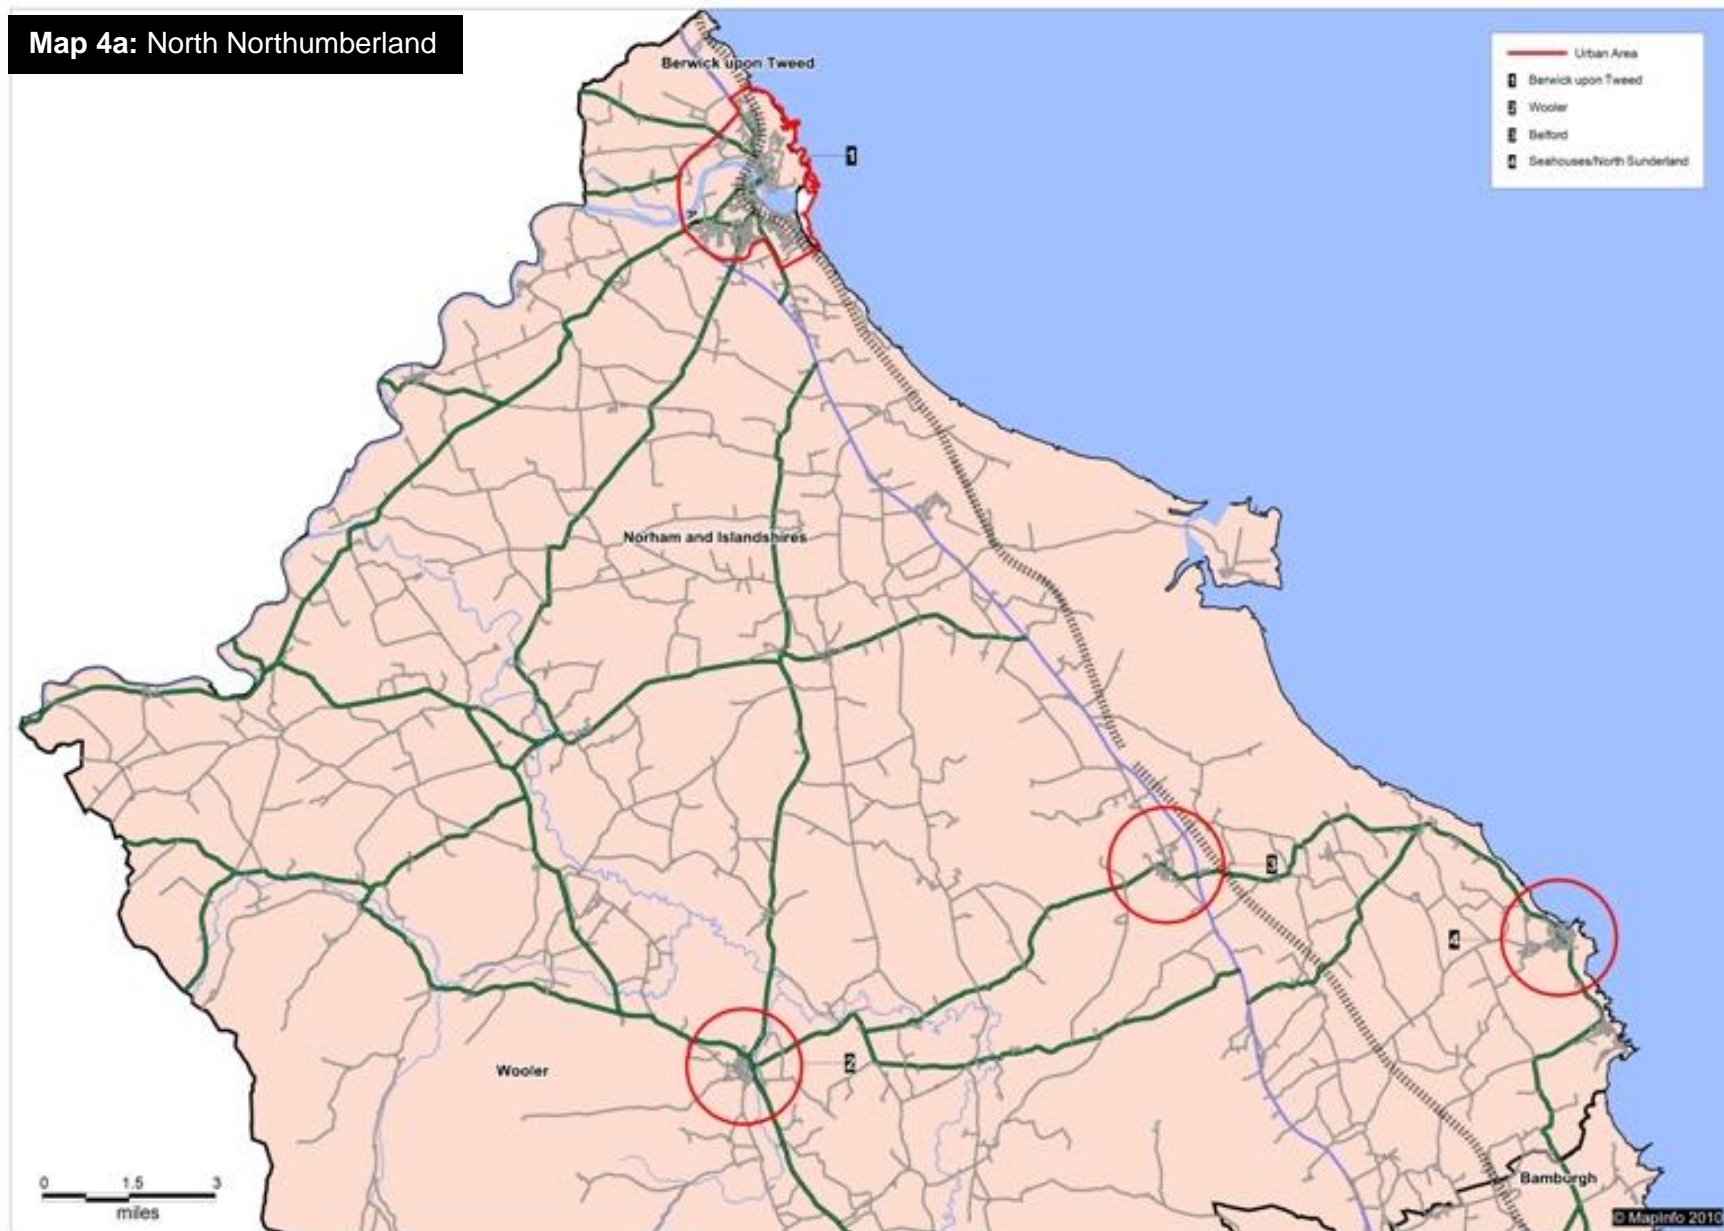 Map 4a: North Northumberland
Berwick upon Tweed
Urban Area
1 Berwick upon Tweed
2 Wooler
3 Belford
4 Seahouses/North Sunderland
1
Norham and Islandshires
3
4
Wooler
2
Bamburgh
0 1.5 3
miles
© MapInfo 2010